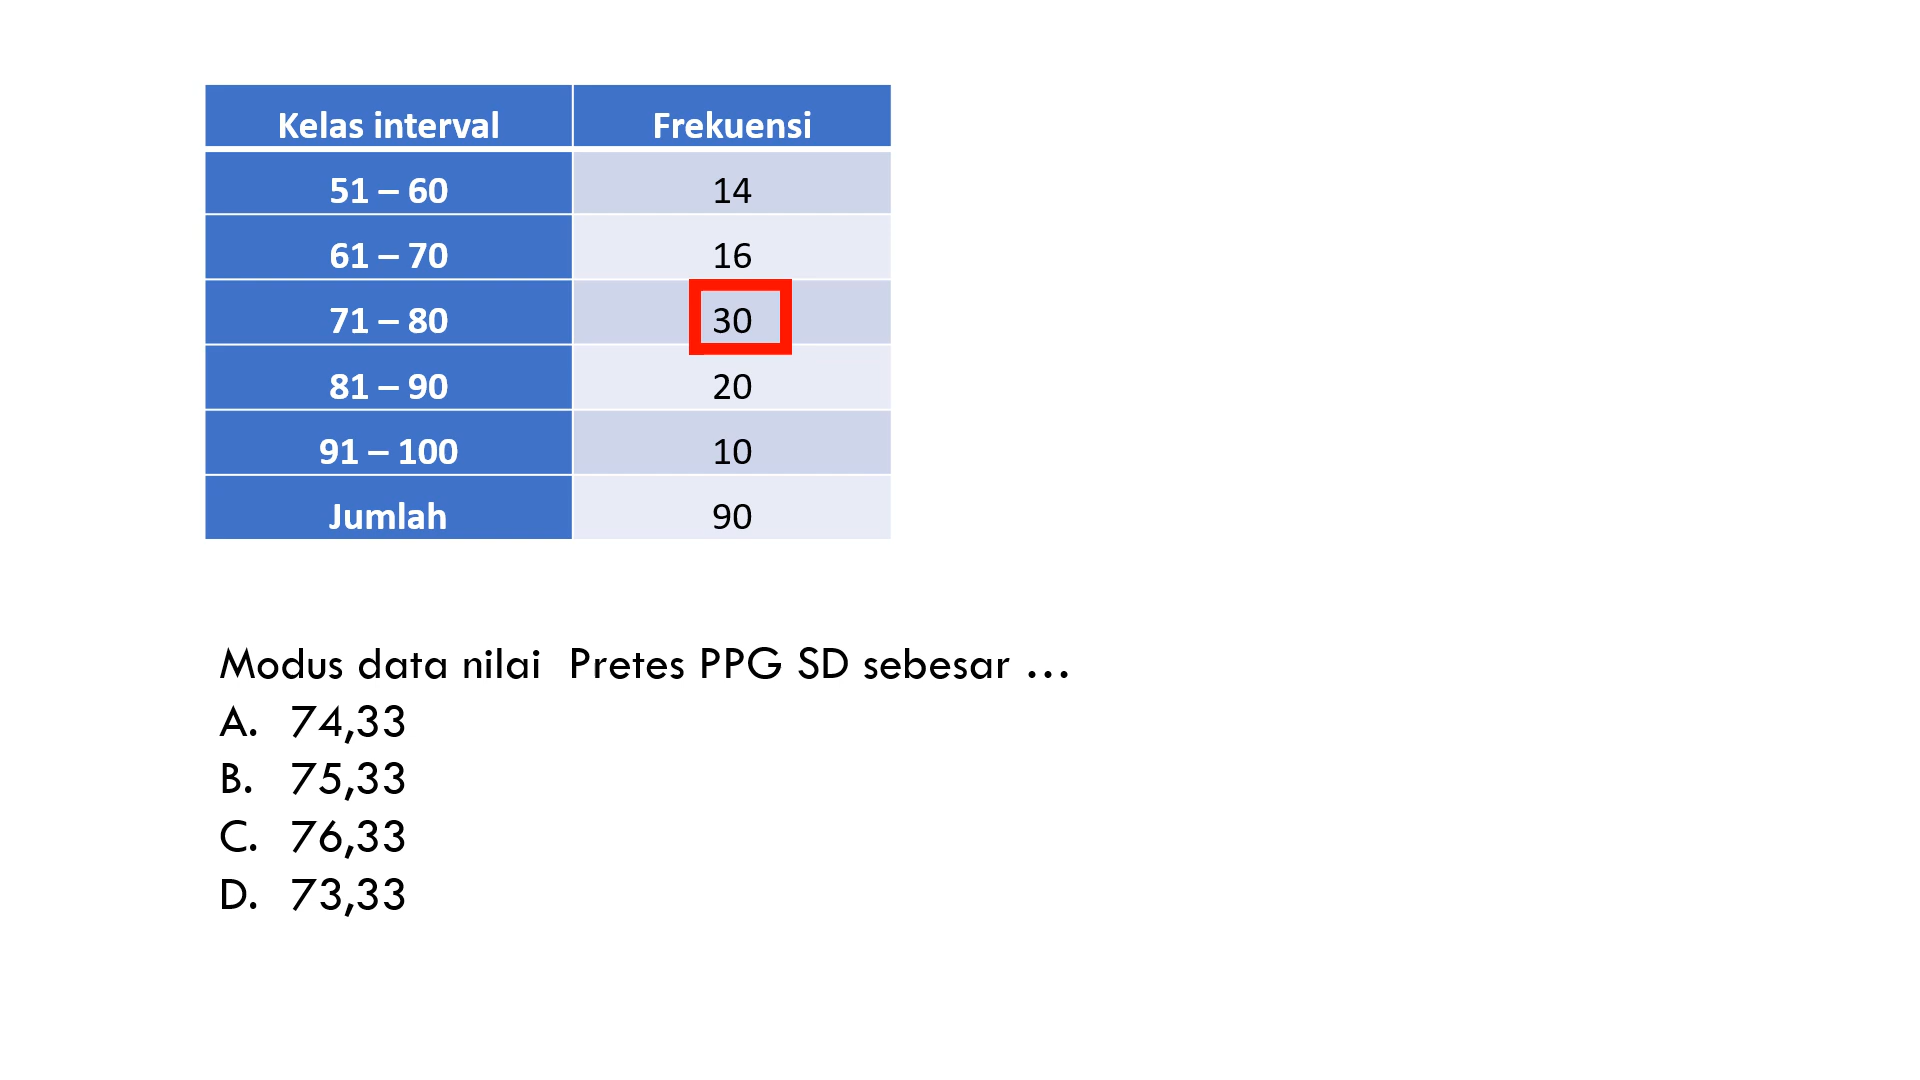 Kelas interval Frekuensi
51 – 60 14
61 – 70 16
71 – 80 30
81 – 90 20
91 – 100 10
Jumlah 90
Modus data nilai  Pretes PPG SD sebesar ...
A. 74,33
B. 75,33
C. 76,33
D. 73,33